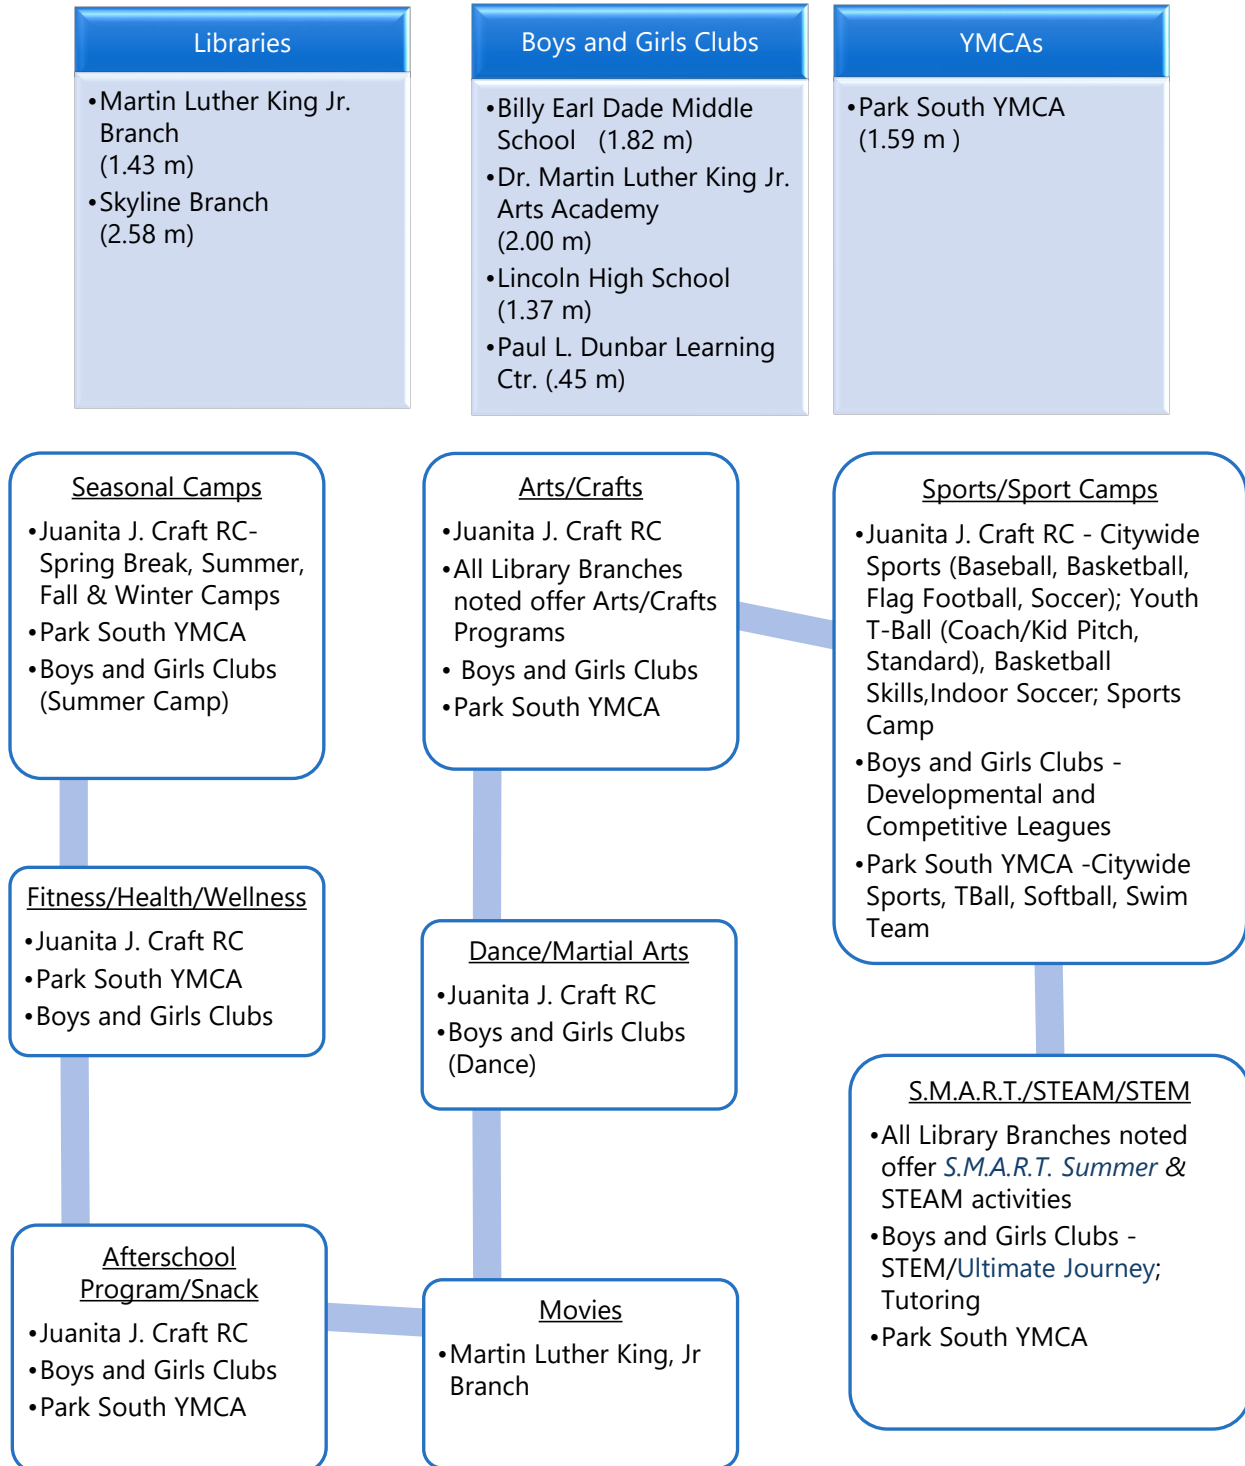 Libraries
•Martin Luther King Jr.
Branch
(1.43 m)
•Skyline Branch
(2.58 m)
Boys and Girls Clubs
•Billy Earl Dade Middle
School (1.82 m)
•Dr. Martin Luther King Jr.
Arts Academy
(2.00 m)
•Lincoln High School
(1.37 m)
•Paul L. Dunbar Learning
Ctr. (.45 m)
YMCAs
•Park South YMCA
(1.59 m )
Seasonal Camps
•Juanita J. Craft RC-
Spring Break, Summer,
Fall & Winter Camps
•Park South YMCA
•Boys and Girls Clubs
(Summer Camp)
Fitness/Health/Wellness
•Juanita J. Craft RC
•Park South YMCA
•Boys and Girls Clubs
Afterschool
Program/Snack
•Juanita J. Craft RC
•Boys and Girls Clubs
•Park South YMCA
Movies
•Martin Luther King, Jr
Branch
Dance/Martial Arts
•Juanita J. Craft RC
•Boys and Girls Clubs
(Dance)
Arts/Crafts
•Juanita J. Craft RC
•All Library Branches
noted offer Arts/Crafts
Programs
• Boys and Girls Clubs
•Park South YMCA
Sports/Sport Camps
•Juanita J. Craft RC - Citywide
Sports (Baseball, Basketball,
Flag Football, Soccer); Youth
T-Ball (Coach/Kid Pitch,
Standard), Basketball
Skills,Indoor Soccer; Sports
Camp
•Boys and Girls Clubs -
Developmental and
Competitive Leagues
•Park South YMCA -Citywide
Sports, TBall, Softball, Swim
Team
S.M.A.R.T./STEAM/STEM
•All Library Branches noted
offer S.M.A.R.T. Summer &
STEAM activities
•Boys and Girls Clubs -
STEM/Ultimate Journey;
Tutoring
•Park South YMCA